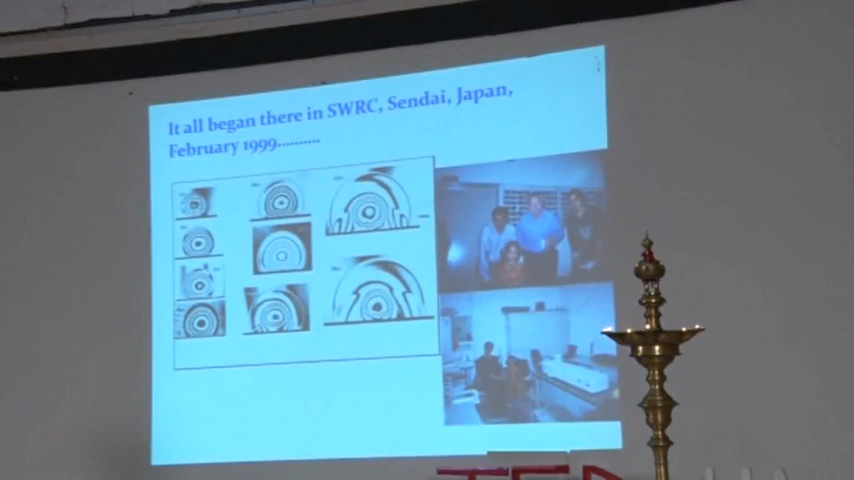 It all began there in SWRC, Sendai, Japan,
February 1999..........